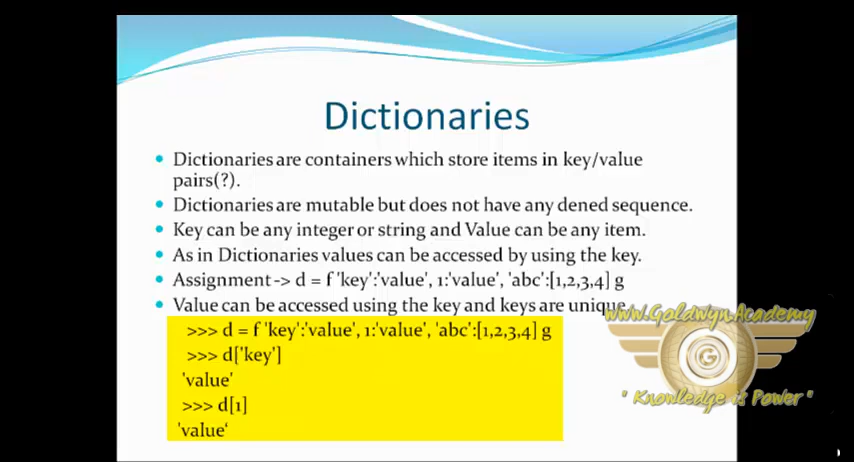 Dictionaries
Dictionaries are containers which store items in key/value
pairs(?).
Dictionaries are mutable but does not have any dened sequence.
Key can be any integer or string and Value can be any item.
As in Dictionaries values can be accessed by using the key.
Assignment -> d = f 'key':'value', 1:'value', 'abc':[1,2,3,4] g
Value can be accessed using the key and keys are unique
>>> d = f 'key':'value', 1:'value', 'abc':[1,2,3,4] g
>>> d['key']
'value'
>>> d[1]
'value‘
www.GoldwynAcademy
G
" Knowledge is Power "